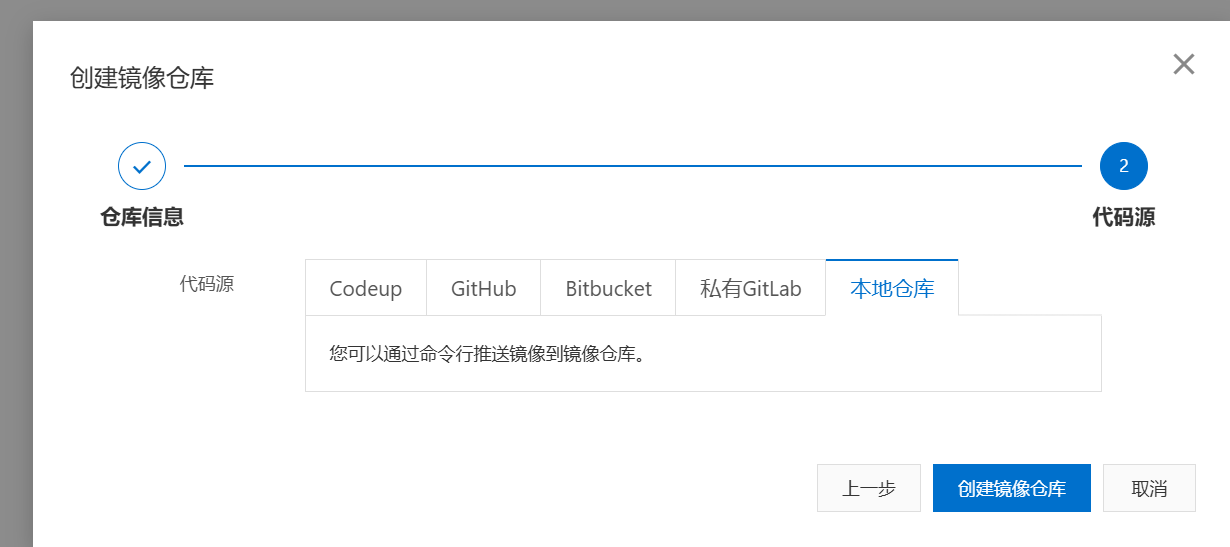 创建镜像仓库
2
仓库信息
代码源
代码源
Codeup
GitHub
Bitbucket
私有GitLab
本地仓库
您可以通过命令行推送镜像到镜像仓库。
上一步
创建镜像仓库
取消